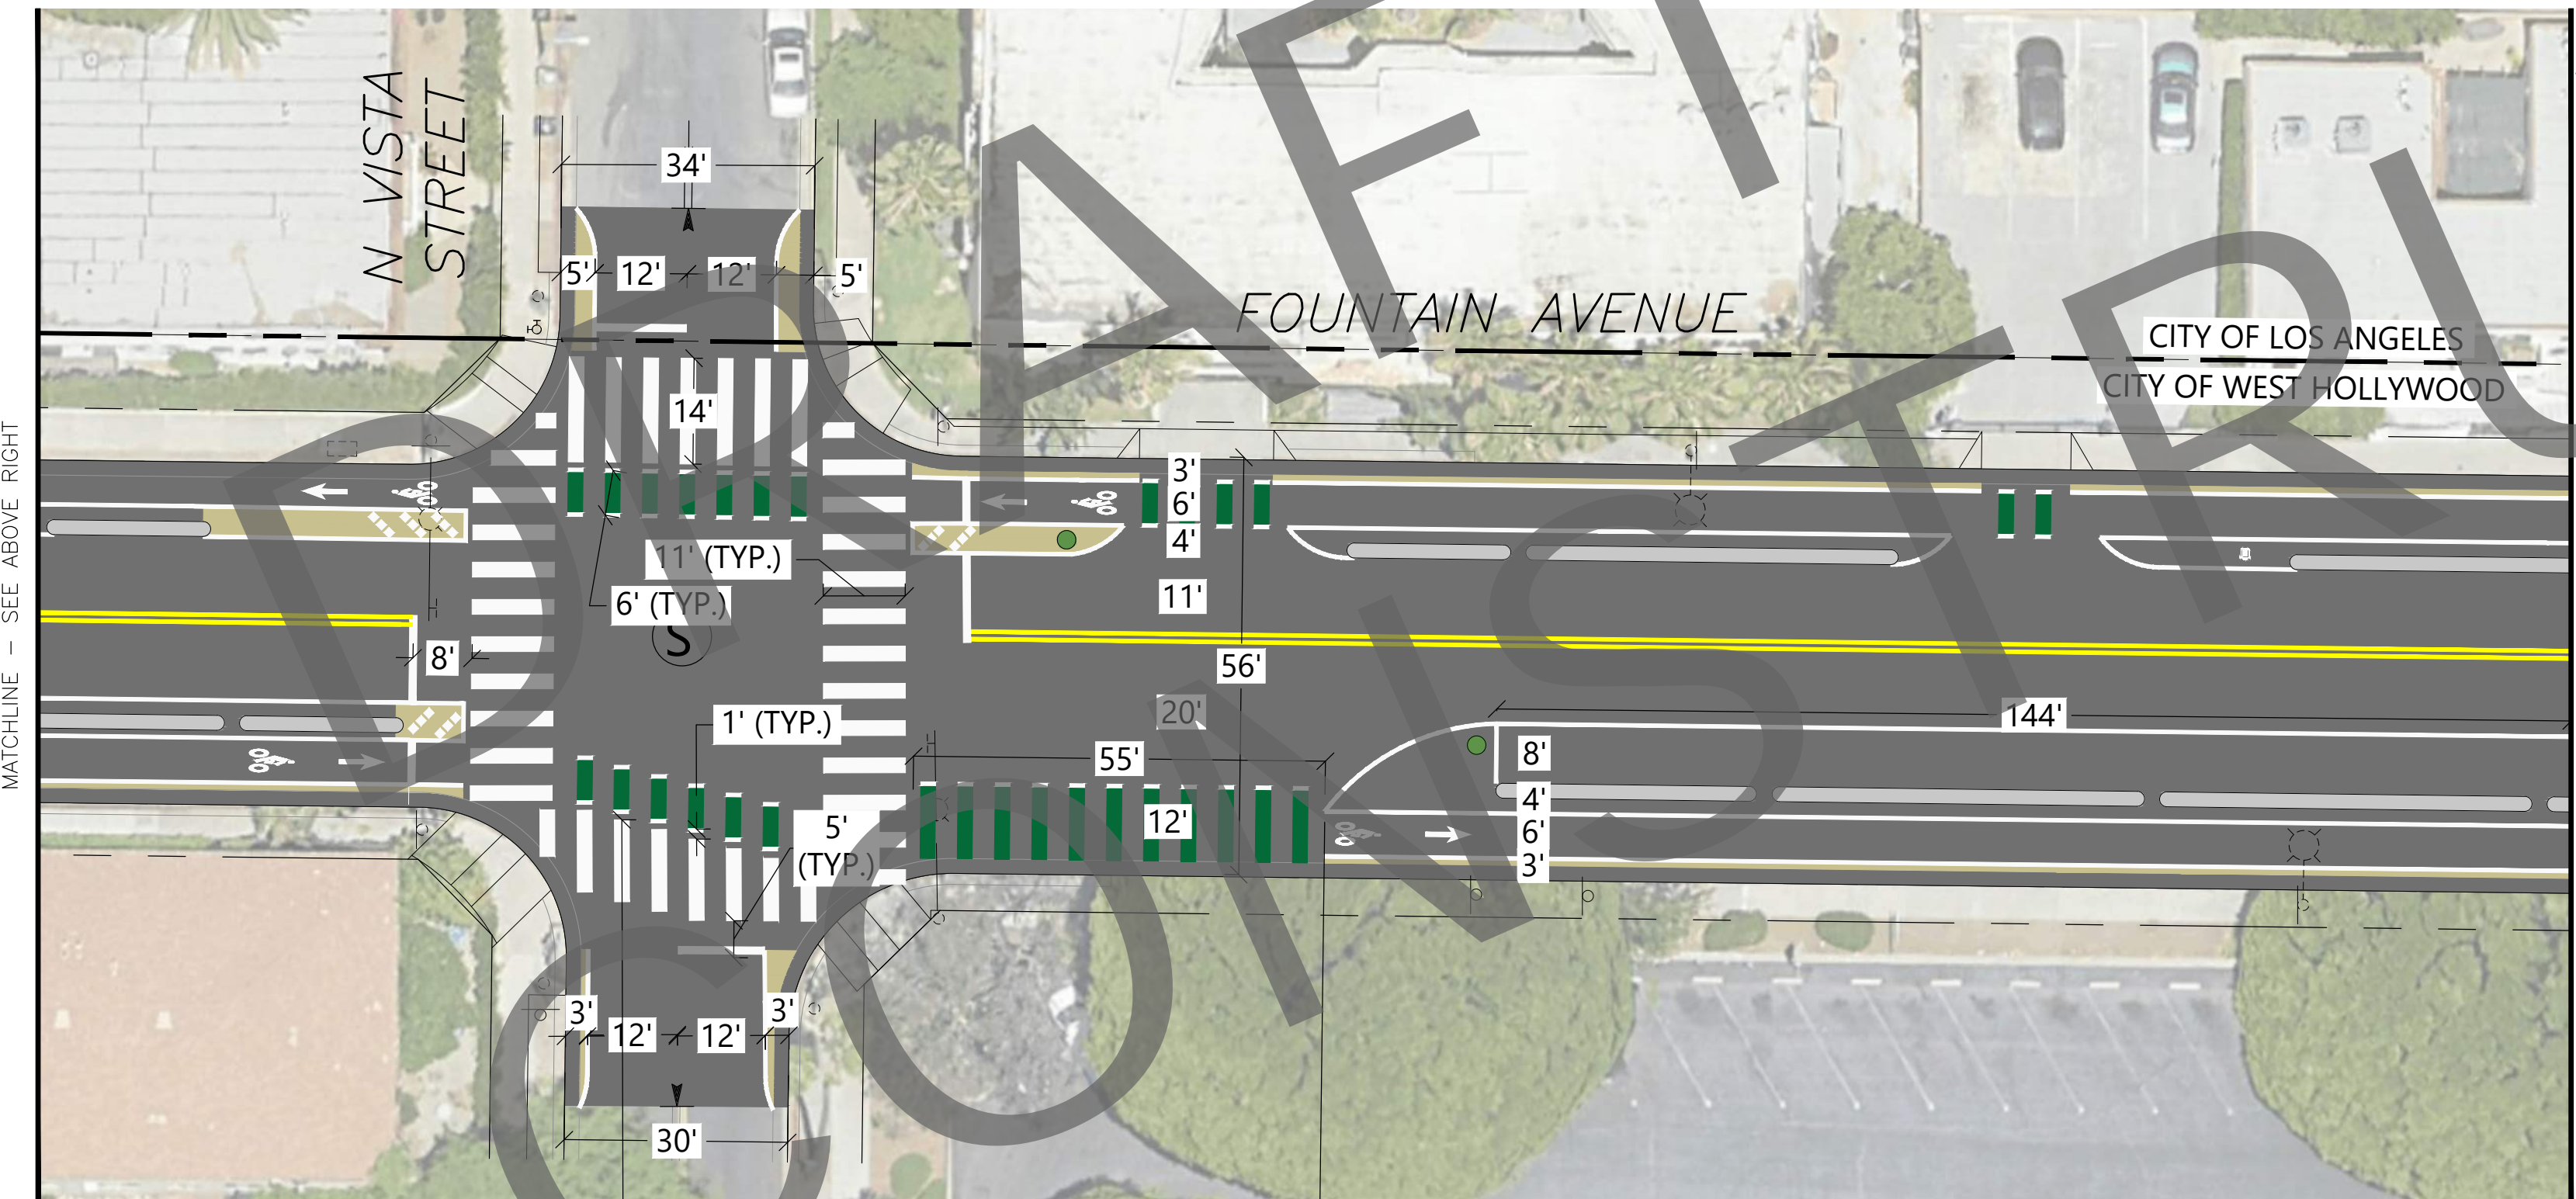 N VISTA
STREET
34'
5' 12' 12' 5'
FOUNTAIN AVENUE
CITY OF LOS ANGELES
CITY OF WEST HOLLYWOOD
14'
3'
6'
4'
11' (TYP.)
6' (TYP.)
11'
S
8'
56'
20'
1' (TYP.)
144'
55'
8'
4'
12'
6'
5'
(TYP.)
3'
3' 3'
12' 12'
30'
MATCHLINE – SEE ABOVE RIGHT
DRAFT
CONSTRU